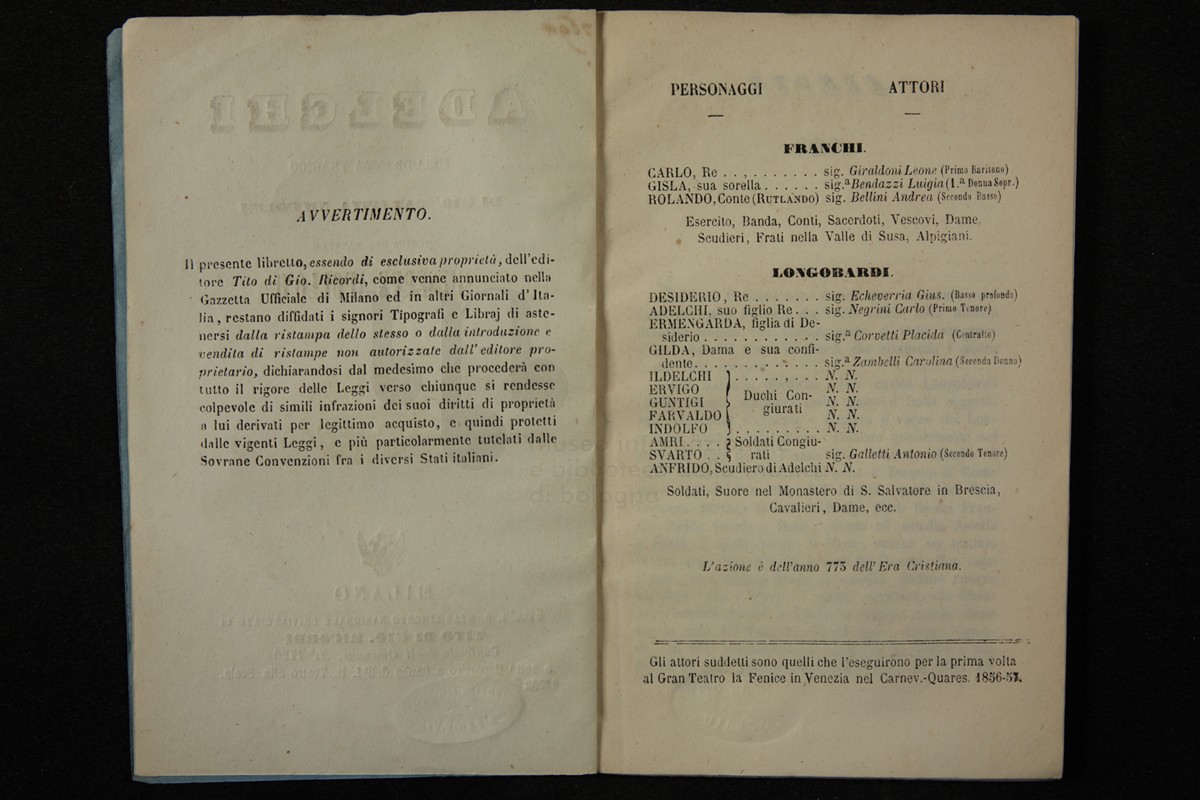 AVVERTIMENTO.
Il presente libretto, essendo di esclusiva proprietà, dell'edi-
tore Tito di Gio. Ricordi, come venne annunciato nella
Gazzetta Ufficiale di Milano ed in altri Giornali d'Ita-
lia, restano diffidati i signori Tipografi e Libraj di aste-
nersi dalla ristampa dello stesso o dalla introduzione e
vendita di ristampe non autorizzate dall'editore pro-
prietario, dichiarandosi dal medesimo che procederà con
tutto il rigore delle Leggi verso chiunque si rendesse
colpevole di simili infrazioni dei suoi diritti di proprietà
a lui derivati per legittimo acquisto, e quindi protetti
dalle vigenti Leggi, e più particolarmente tutelati dalle
Sovrane Convenzioni fra i diversi Stati italiani.
PERSONAGGI ATTORI
FRANCHI.
CARLO, Re . . , . . . . . . . . sig. Giraldoni Leone (Primo Baritono)
GISLA, sua sorella . . . . . . sig.ª Bendazzi Luigia (1.ª Donna Sopr.)
ROLANDO, Conte (RUTLANDO) sig. Bellini Andrea (Secondo Basso)
Esercito, Banda, Conti, Sacerdoti, Vescovi, Dame,
Scudieri, Frati nella Valle di Susa, Alpigiani.
LONGOBARDI.
DESIDERIO, Re . . . . . . . sig. Echeverria Gius. (Basso profondo)
ADELCHI, suo figlio Re . . . sig. Negrini Carlo (Primo Tenore)
ERMENGARDA, figlia di De-
siderio . . . . . . . . . . . . sig.ª Corvetti Placida (Contralto)
GILDA, Dama e sua confi-
dente. . . . . . . . . . . . . sig.ª Zambelli Carolina (Seconda Donna)
ILDELCHI . . . . . , . . . N. N.
ERVIGO N. N.
GUNTIGI Duchi Con- N. N.
FARVALDO giurati N. N.
INDOLFO . . . . . . . . . N. N.
AMRI. . . . Soldati Congiu-
SVARTO . . rati sig. Galletti Antonio (Secondo Tenore)
ANFRIDO, Scudiero di Adelchi N. N.
Soldati, Suore nel Monastero di S. Salvatore in Brescia,
Cavalieri, Dame, ecc.
L'azione è dell'anno 773 dell'Era Cristiana.
Gli attori suddetti sono quelli che l'eseguirono per la prima volta
al Gran Teatro la Fenice in Venezia nel Carnev.-Quares. 1856-57.